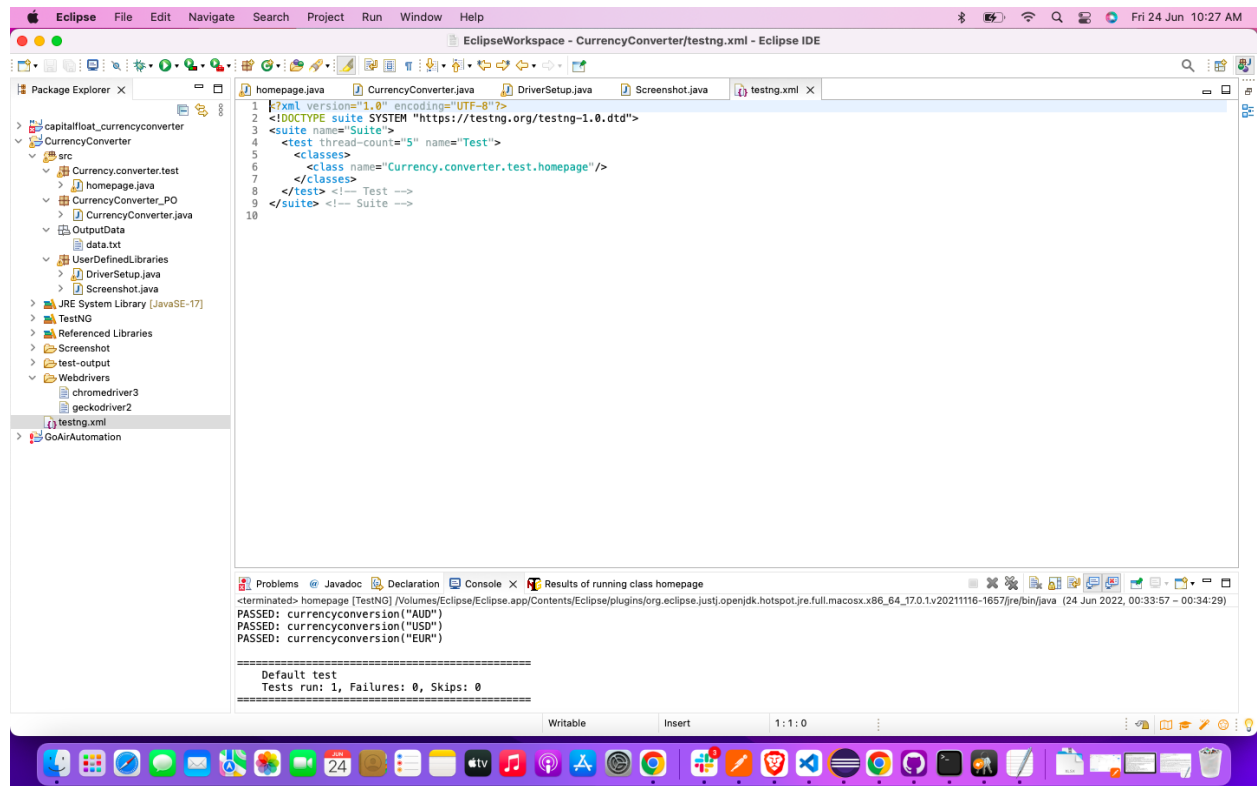 Eclipse File Edit Navigate Search Project Run Window Help Fri 24 Jun 10:27 AM
EclipseWorkspace - CurrencyConverter/testng.xml - Eclipse IDE
Package Explorer
homepage.java CurrencyConverter.java DriverSetup.java Screenshot.java testng.xml
capitalfloat_currencyconverter
CurrencyConverter
src
Currency.converter.test
homepage.java
CurrencyConverter_PO
CurrencyConverter.java
OutputData
data.txt
UserDefinedLibraries
DriverSetup.java
Screenshot.java
JRE System Library [JavaSE-17]
TestNG
Referenced Libraries
Screenshot
test-output
Webdrivers
chromedriver3
geckodriver2
testng.xml
GoAirAutomation
1 <?xml version="1.0" encoding="UTF-8"?>
2 <!DOCTYPE suite SYSTEM "https://testng.org/testng-1.0.dtd">
3 <suite name="Suite">
4 <test thread-count="5" name="Test">
5 <classes>
6 <class name="Currency.converter.test.homepage"/>
7 </classes>
8 </test> <!-- Test -->
9 </suite> <!-- Suite -->
10
Problems Javadoc Declaration Console Results of running class homepage
<terminated> homepage [TestNG] /Volumes/Eclipse/Eclipse.app/Contents/Eclipse/plugins/org.eclipse.justj.openjdk.hotspot.jre.full.macosx.x86_64_17.0.1.v20211116-1657/jre/bin/java (24 Jun 2022, 00:33:57 – 00:34:29)
PASSED: currencyconversion("AUD")
PASSED: currencyconversion("USD")
PASSED: currencyconversion("EUR")
===============================================
Default test
Tests run: 1, Failures: 0, Skips: 0
===============================================
Writable Insert 1 : 1 : 0
JUN
24
tv
3